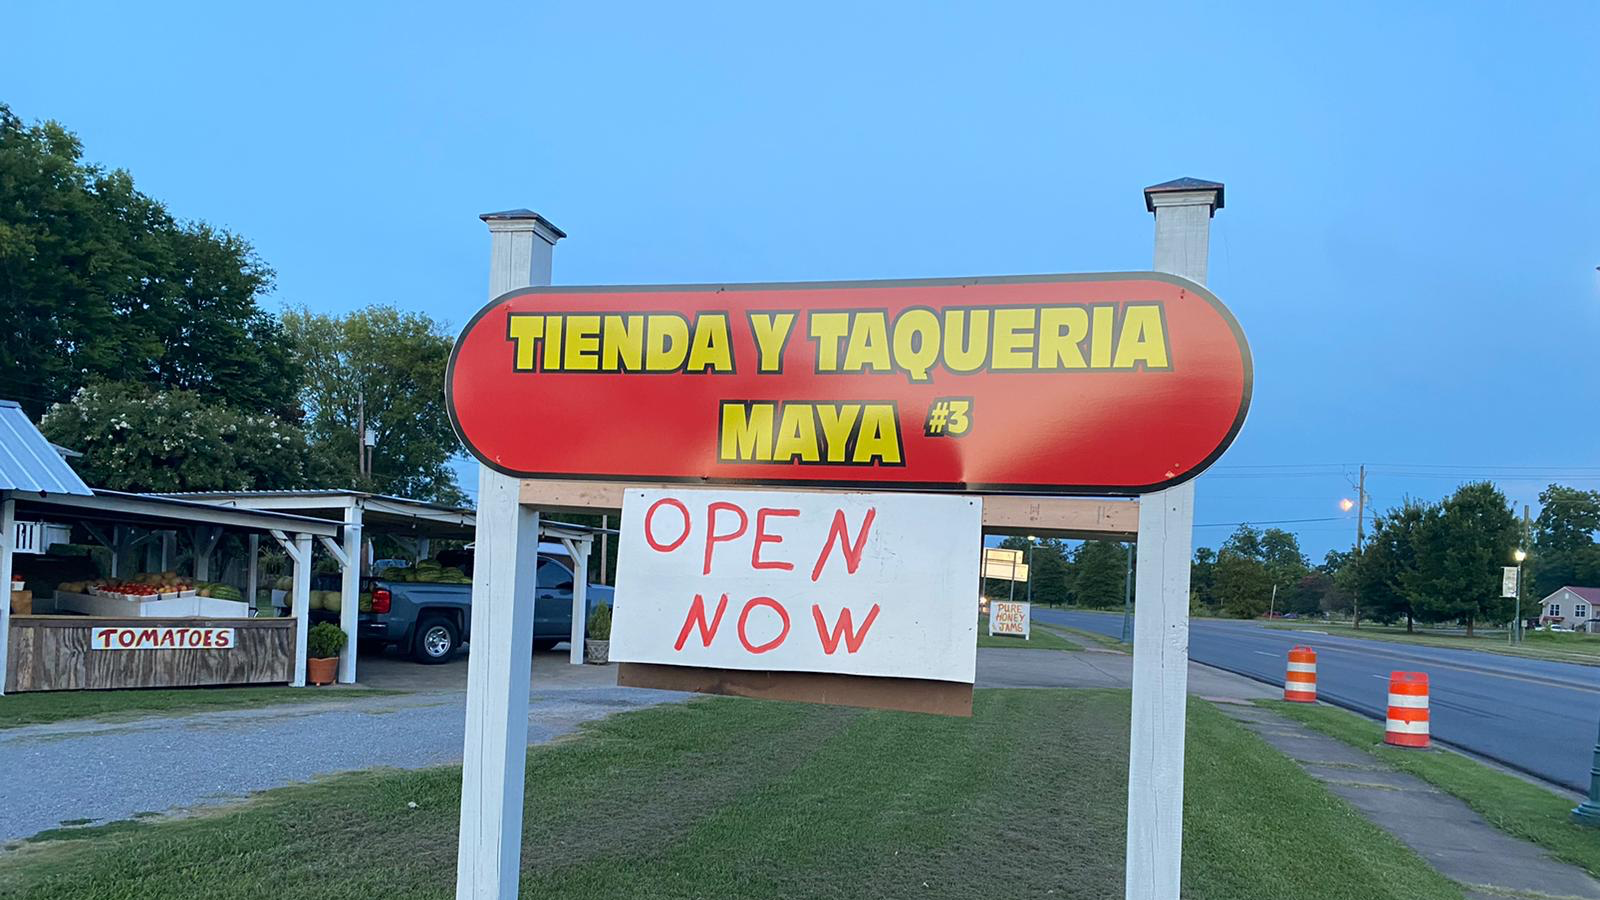 TIENDA Y TAQUERIA
MAYA #3
OPEN
NOW
TOMATOES
PURE
HONEY
JAMS